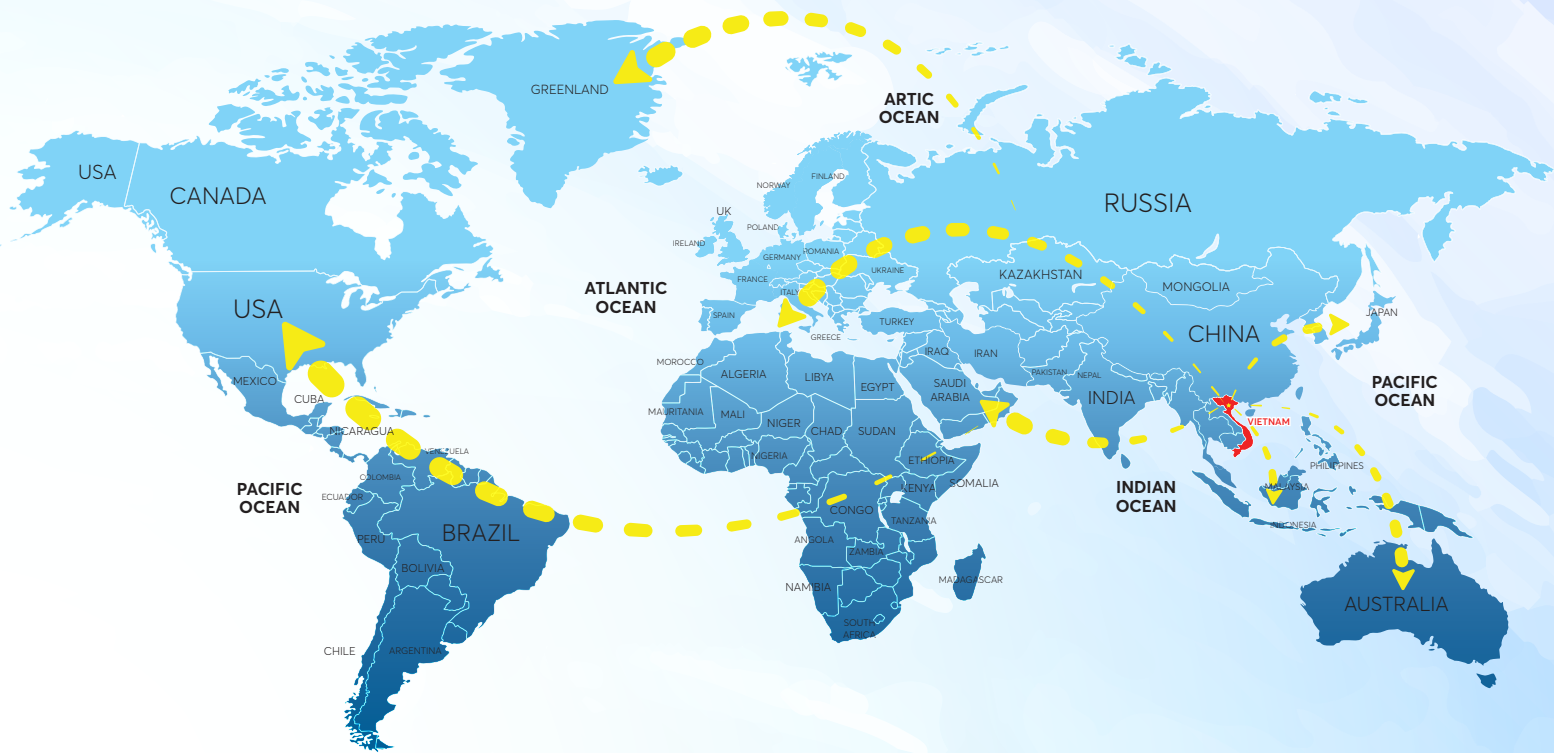 GREENLAND
ARTIC
OCEAN
USA
CANADA
NORWAY
FINLAND
RUSSIA
UK
POLAND
IRELAND
ROMANIA
GERMANY
UKRAINE
FRANCE
KAZAKHSTAN
MONGOLIA
ATLANTIC
OCEAN
ITALY
USA
SPAIN
TURKEY
JAPAN
GREECE
CHINA
IRAQ
IRAN
MOROCCO
ALGERIA
LIBYA
EGYPT
SAUDI
ARABIA
PAKISTAN
NEPAL
INDIA
PACIFIC
OCEAN
MEXICO
CUBA
MAURITANIA
MALI
NIGER
CHAD
SUDAN
VIETNAM
NICARAGUA
VENEZUELA
NIGERIA
ETHIOPIA
PHILIPPINES
COLOMBIA
SOMALIA
KENYA
MALAYSIA
ECUADOR
PACIFIC
OCEAN
INDIAN
OCEAN
CONGO
TANZANIA
INDONESIA
BRAZIL
PERU
ANGOLA
ZAMBIA
BOLIVIA
NAMIBIA
MADAGASCAR
AUSTRALIA
SOUTH
AFRICA
CHILE
ARGENTINA